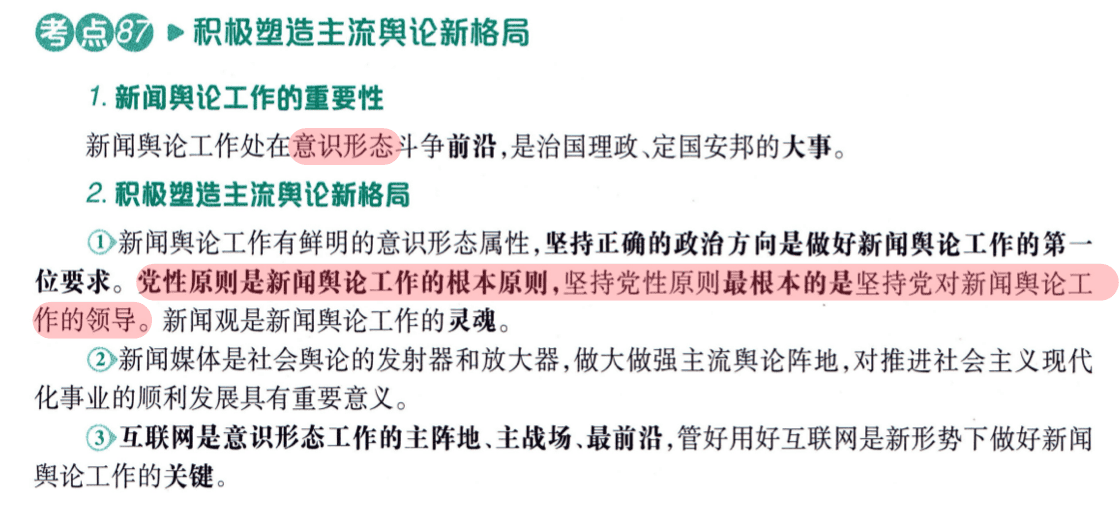 考点87▶积极塑造主流舆论新格局
1. 新闻舆论工作的重要性
新闻舆论工作处在意识形态斗争前沿,是治国理政、定国安邦的大事。
2. 积极塑造主流舆论新格局
①新闻舆论工作有鲜明的意识形态属性,坚持正确的政治方向是做好新闻舆论工作的第一
位要求。党性原则是新闻舆论工作的根本原则,坚持党性原则最根本的是坚持党对新闻舆论工
作的领导。新闻观是新闻舆论工作的灵魂。
②新闻媒体是社会舆论的发射器和放大器,做大做强主流舆论阵地,对推进社会主义现代
化事业的顺利发展具有重要意义。
③互联网是意识形态工作的主阵地、主战场、最前沿,管好用好互联网是新形势下做好新闻
舆论工作的关键。